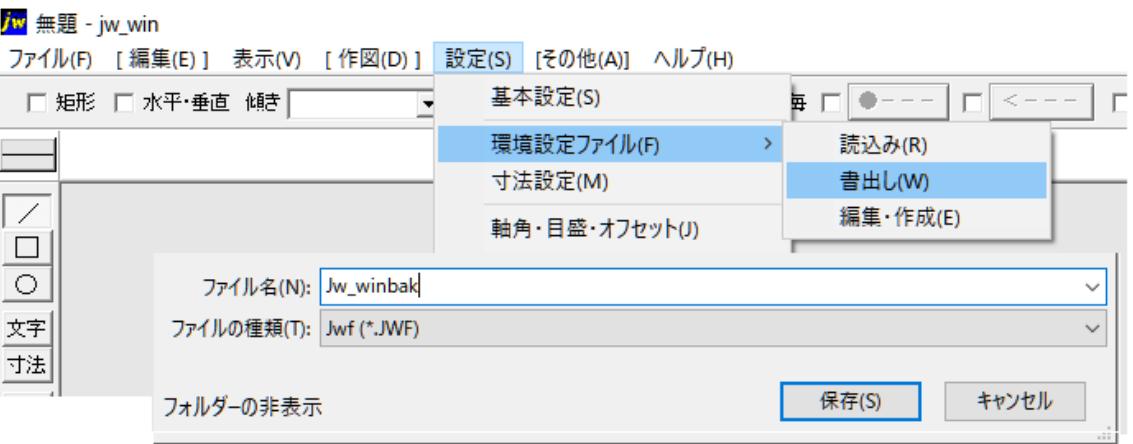 jw 無題 - jw_win
ファイル(F) [ 編集(E) ] 表示(V) [ 作図(D) ] 設定(S) [その他(A)] ヘルプ(H)
矩形 水平・垂直 傾き
基本設定(S)
●--- <---
環境設定ファイル(F) >
読込み(R)
寸法設定(M)
書出し(W)
軸角・目盛・オフセット(J)
編集・作成(E)
ファイル名(N): Jw_winbak
文字
ファイルの種類(T): Jwf (*.JWF)
寸法
フォルダーの非表示
保存(S) キャンセル